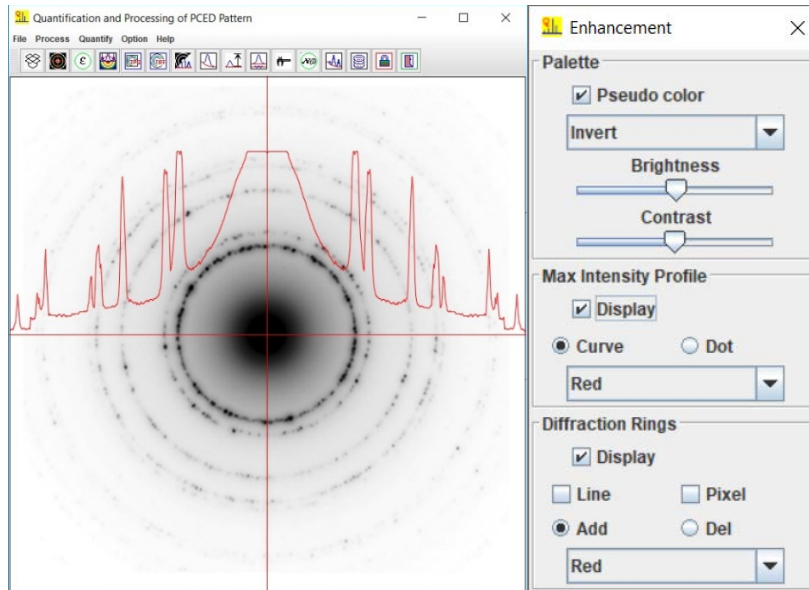 Quantification and Processing of PCED Pattern
File Process Quantify Option Help
Enhancement
Palette
Pseudo color
Invert
Brightness
Contrast
Max Intensity Profile
Display
Curve Dot
Red
Diffraction Rings
Display
Line Pixel
Add Del
Red